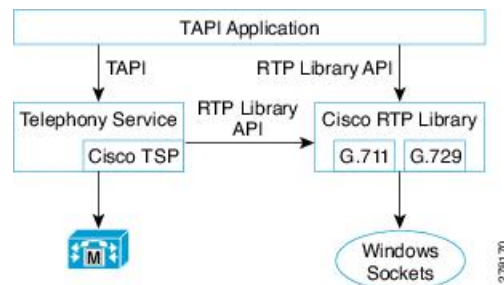 TAPI Application
TAPI
RTP Library API
Telephony Service
Cisco TSP
RTP Library
API
Cisco RTP Library
G.711
G.729
M
Windows
Sockets